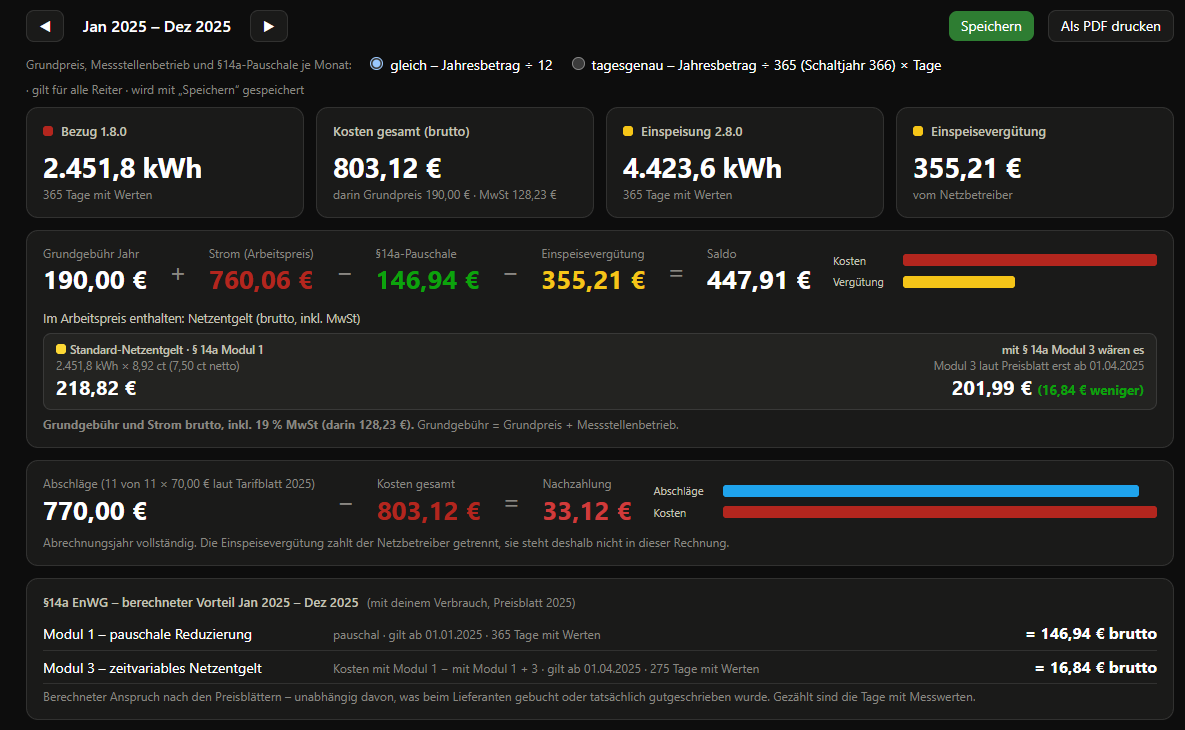 ◀ Jan 2025 – Dez 2025 ▶ Speichern Als PDF drucken
Grundpreis, Messstellenbetrieb und §14a-Pauschale je Monat: gleich – Jahresbetrag ÷ 12 tagesgenau – Jahresbetrag ÷ 365 (Schaltjahr 366) × Tage
· gilt für alle Reiter · wird mit „Speichern“ gespeichert
Bezug 1.8.0
2.451,8 kWh
365 Tage mit Werten
Kosten gesamt (brutto)
803,12 €
darin Grundpreis 190,00 € · MwSt 128,23 €
Einspeisung 2.8.0
4.423,6 kWh
365 Tage mit Werten
Einspeisevergütung
355,21 €
vom Netzbetreiber
Grundgebühr Jahr
190,00 €
+
Strom (Arbeitspreis)
760,06 €
−
§14a-Pauschale
146,94 €
−
Einspeisevergütung
355,21 €
=
Saldo
447,91 €
Kosten
Vergütung
Im Arbeitspreis enthalten: Netzentgelt (brutto, inkl. MwSt)
Standard-Netzentgelt · § 14a Modul 1
2.451,8 kWh × 8,92 ct (7,50 ct netto)
218,82 €
mit § 14a Modul 3 wären es
Modul 3 laut Preisblatt erst ab 01.04.2025
201,99 € (16,84 € weniger)
Grundgebühr und Strom brutto, inkl. 19 % MwSt (darin 128,23 €). Grundgebühr = Grundpreis + Messstellenbetrieb.
Abschläge (11 von 11 × 70,00 € laut Tarifblatt 2025)
770,00 €
−
Kosten gesamt
803,12 €
=
Nachzahlung
33,12 €
Abschläge
Kosten
Abrechnungsjahr vollständig. Die Einspeisevergütung zahlt der Netzbetreiber getrennt, sie steht deshalb nicht in dieser Rechnung.
§14a EnWG – berechneter Vorteil Jan 2025 – Dez 2025 (mit deinem Verbrauch, Preisblatt 2025)
Modul 1 – pauschale Reduzierung pauschal · gilt ab 01.01.2025 · 365 Tage mit Werten = 146,94 € brutto
Modul 3 – zeitvariables Netzentgelt Kosten mit Modul 1 − mit Modul 1 + 3 · gilt ab 01.04.2025 · 275 Tage mit Werten = 16,84 € brutto
Berechneter Anspruch nach den Preisblättern – unabhängig davon, was beim Lieferanten gebucht oder tatsächlich gutgeschrieben wurde. Gezählt sind die Tage mit Messwerten.